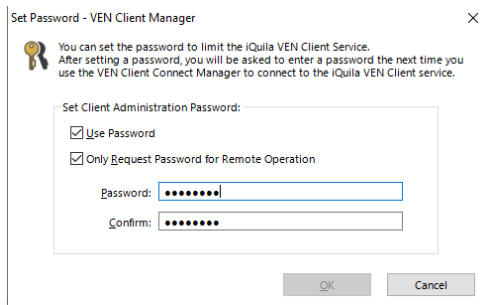 Set Password - VEN Client Manager
You can set the password to limit the iQuila VEN Client Service.
After setting a password, you will be asked to enter a password the next time you
use the VEN Client Connect Manager to connect to the iQuila VEN Client service.
Set Client Administration Password:
Use Password
Only Request Password for Remote Operation
Password: ●●●●●●●●
Confirm: ●●●●●●●●
OK Cancel